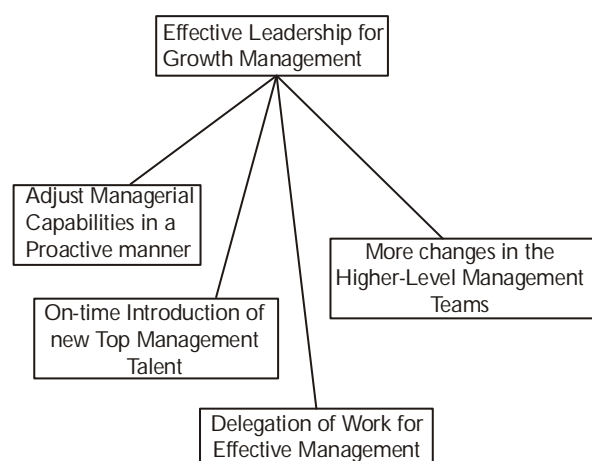 Effective Leadership for
Growth Management
Adjust Managerial
Capabilities in a
Proactive manner
More changes in the
Higher-Level Management
Teams
On-time Introduction of
new Top Management
Talent
Delegation of Work for
Effective Management